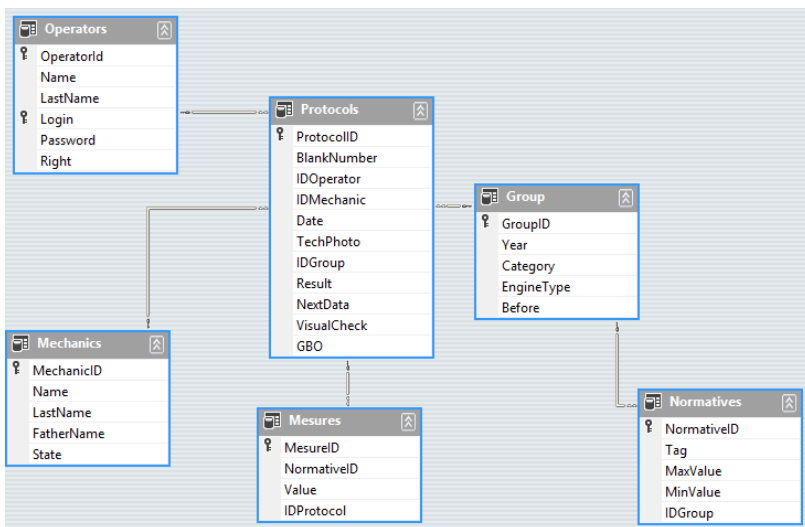 Operators
OperatorId
Name
LastName
Login
Password
Right
Protocols
ProtocolID
BlankNumber
IDOperator
IDMechanic
Date
TechPhoto
IDGroup
Result
NextData
VisualCheck
GBO
Group
GroupID
Year
Category
EngineType
Before
Mechanics
MechanicID
Name
LastName
FatherName
State
Mesures
MesureID
NormativeID
Value
IDProtocol
Normatives
NormativeID
Tag
MaxValue
MinValue
IDGroup